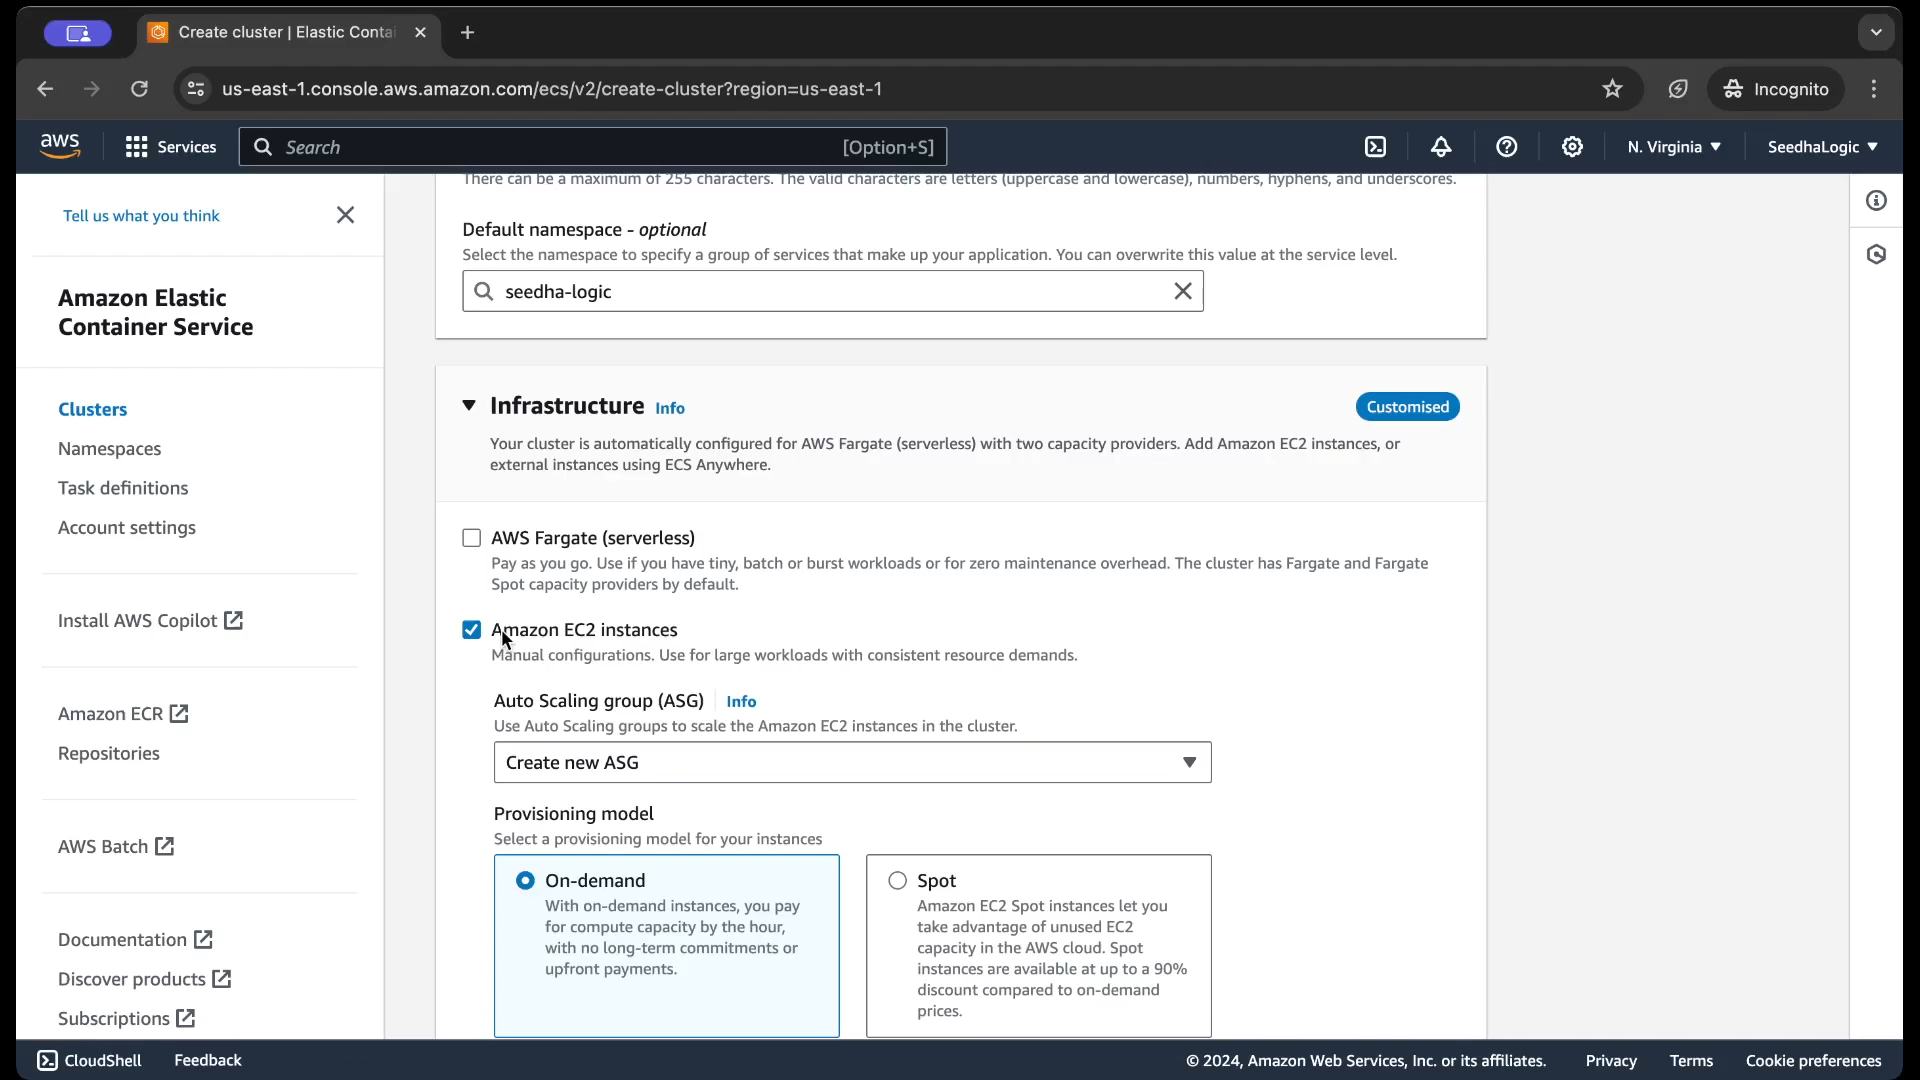 Create cluster | Elastic Conta
us-east-1.console.aws.amazon.com/ecs/v2/create-cluster?region=us-east-1
Incognito
aws
Services
Search
[Option+S]
N. Virginia
SeedhaLogic
Tell us what you think
Amazon Elastic
Container Service
Clusters
Namespaces
Task definitions
Account settings
Install AWS Copilot
Amazon ECR
Repositories
AWS Batch
Documentation
Discover products
Subscriptions
There can be a maximum of 255 characters. The valid characters are letters (uppercase and lowercase), numbers, hyphens, and underscores.
Default namespace - optional
Select the namespace to specify a group of services that make up your application. You can overwrite this value at the service level.
seedha-logic
Infrastructure Info
Customised
Your cluster is automatically configured for AWS Fargate (serverless) with two capacity providers. Add Amazon EC2 instances, or
external instances using ECS Anywhere.
AWS Fargate (serverless)
Pay as you go. Use if you have tiny, batch or burst workloads or for zero maintenance overhead. The cluster has Fargate and Fargate
Spot capacity providers by default.
Amazon EC2 instances
Manual configurations. Use for large workloads with consistent resource demands.
Auto Scaling group (ASG) Info
Use Auto Scaling groups to scale the Amazon EC2 instances in the cluster.
Create new ASG
Provisioning model
Select a provisioning model for your instances
On-demand
With on-demand instances, you pay
for compute capacity by the hour,
with no long-term commitments or
upfront payments.
Spot
Amazon EC2 Spot instances let you
take advantage of unused EC2
capacity in the AWS cloud. Spot
instances are available at up to a 90%
discount compared to on-demand
prices.
CloudShell
Feedback
© 2024, Amazon Web Services, Inc. or its affiliates.
Privacy
Terms
Cookie preferences